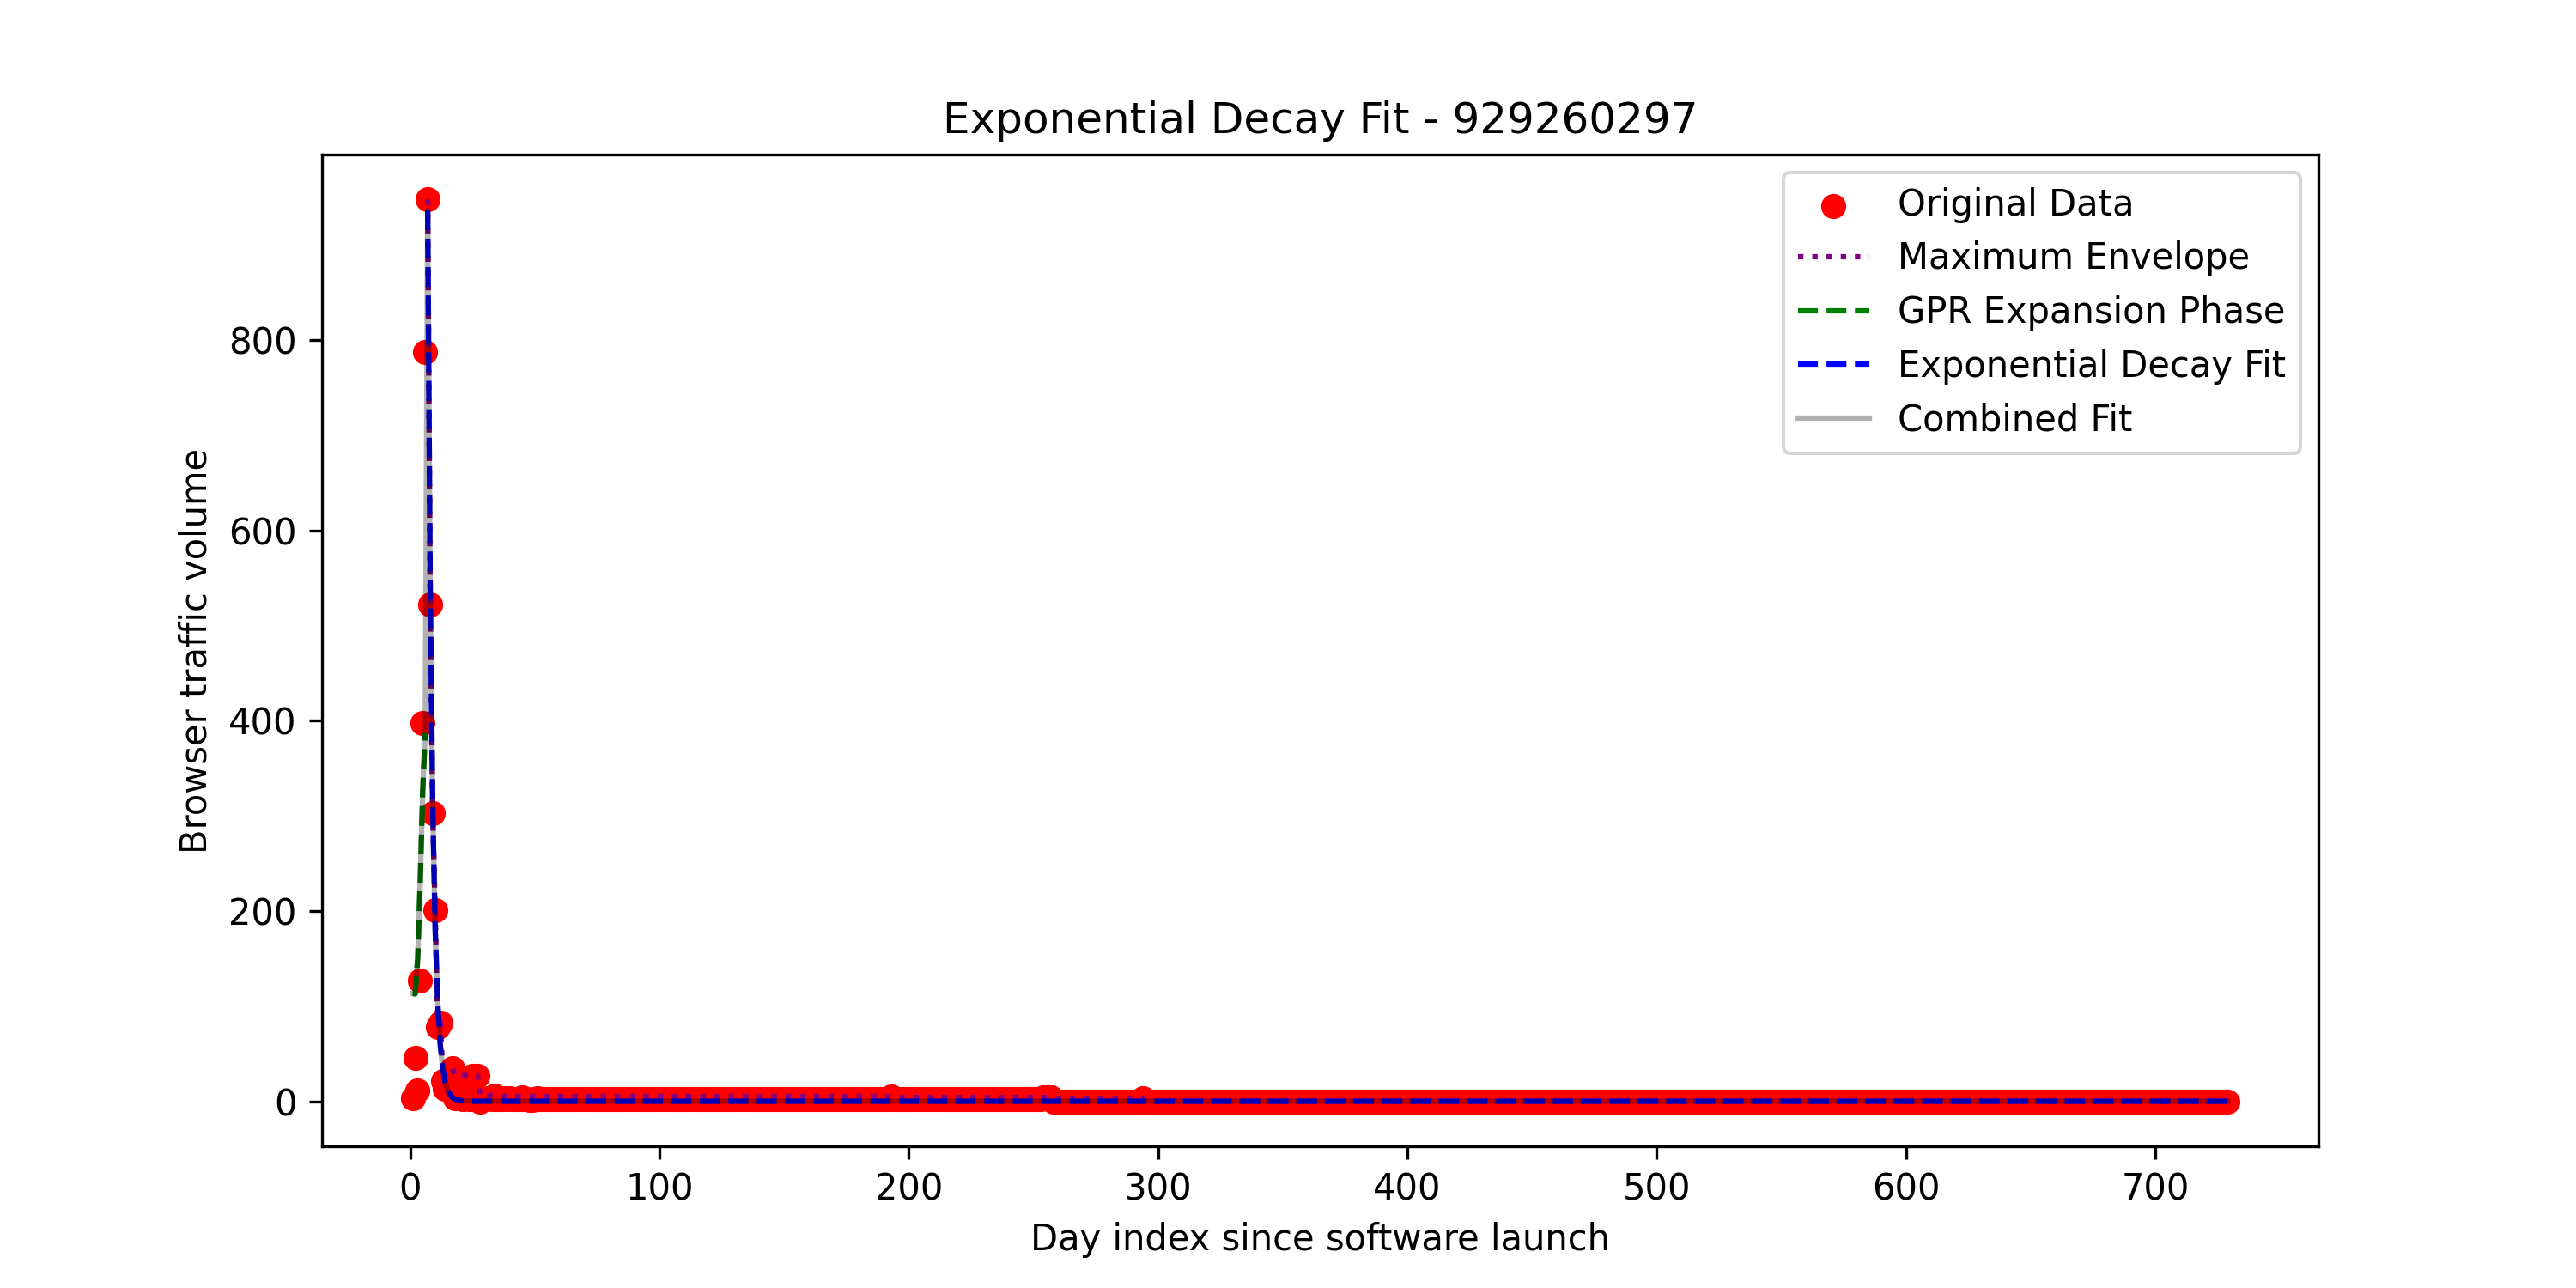 Exponential Decay Fit - 929260297
Original Data
Maximum Envelope
GPR Expansion Phase
Exponential Decay Fit
Combined Fit
Browser traffic volume
800
600
400
200
0
0 100 200 300 400 500 600 700
Day index since software launch